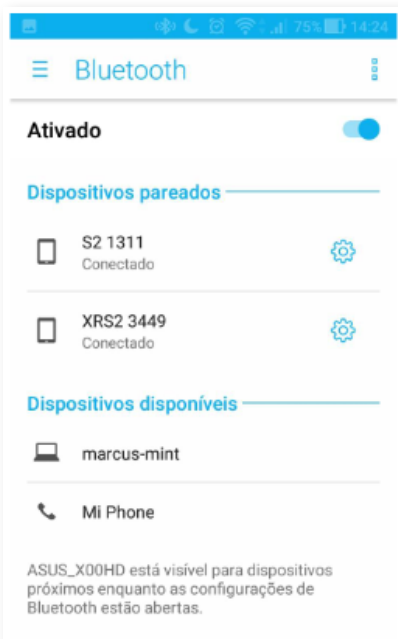 75% 14:24
Bluetooth
Ativado
Dispositivos pareados
S2 1311
Conectado
XRS2 3449
Conectado
Dispositivos disponíveis
marcus-mint
Mi Phone
ASUS_X00HD está visível para dispositivos
próximos enquanto as configurações de
Bluetooth estão abertas.